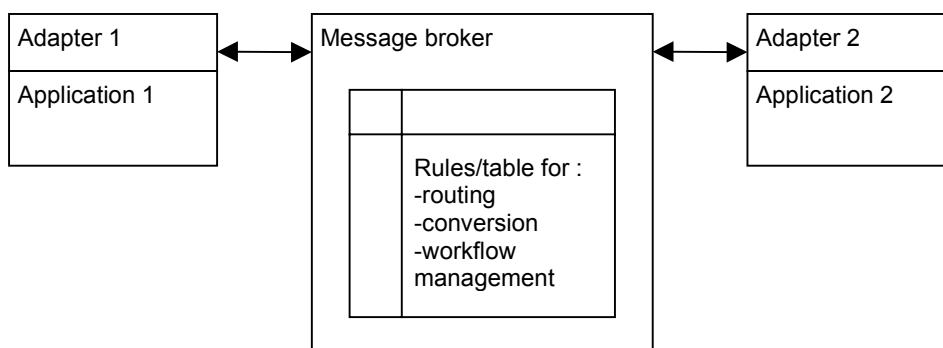 Adapter 1
Application 1
Message broker
Rules/table for :
-routing
-conversion
-workflow
management
Adapter 2
Application 2